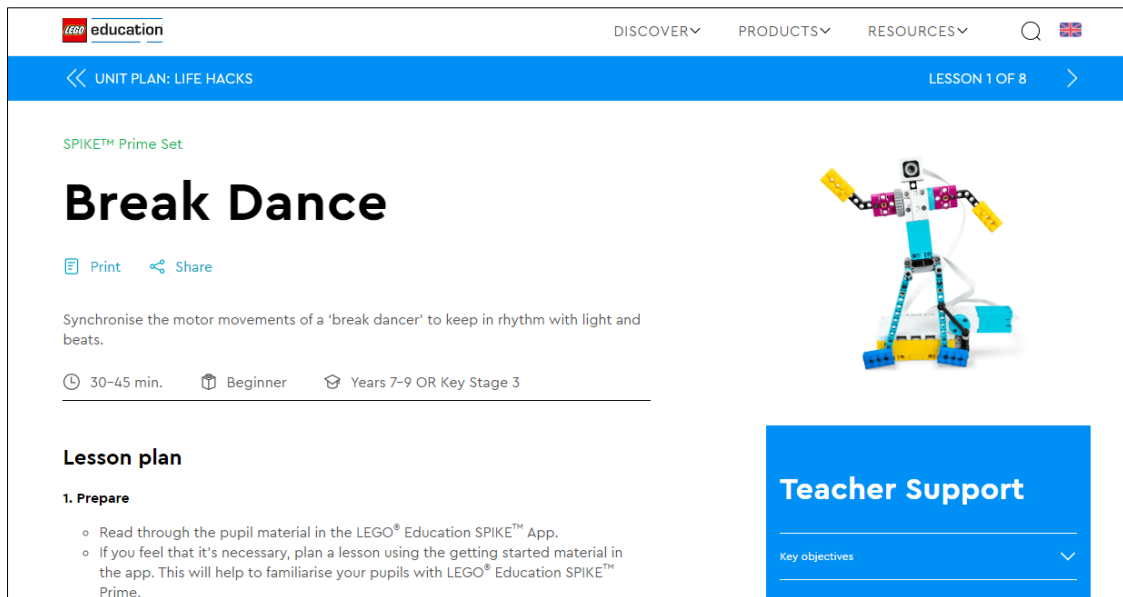 LEGO education
DISCOVER PRODUCTS RESOURCES
UNIT PLAN: LIFE HACKS
LESSON 1 OF 8
SPIKE™ Prime Set
Break Dance
Print Share
Synchronise the motor movements of a ‘break dancer’ to keep in rhythm with light and
beats.
30–45 min. Beginner Years 7–9 OR Key Stage 3
Lesson plan
1. Prepare
Read through the pupil material in the LEGO® Education SPIKE™ App.
If you feel that it's necessary, plan a lesson using the getting started material in
the app. This will help to familiarise your pupils with LEGO® Education SPIKE™
Prime.
Teacher Support
Key objectives